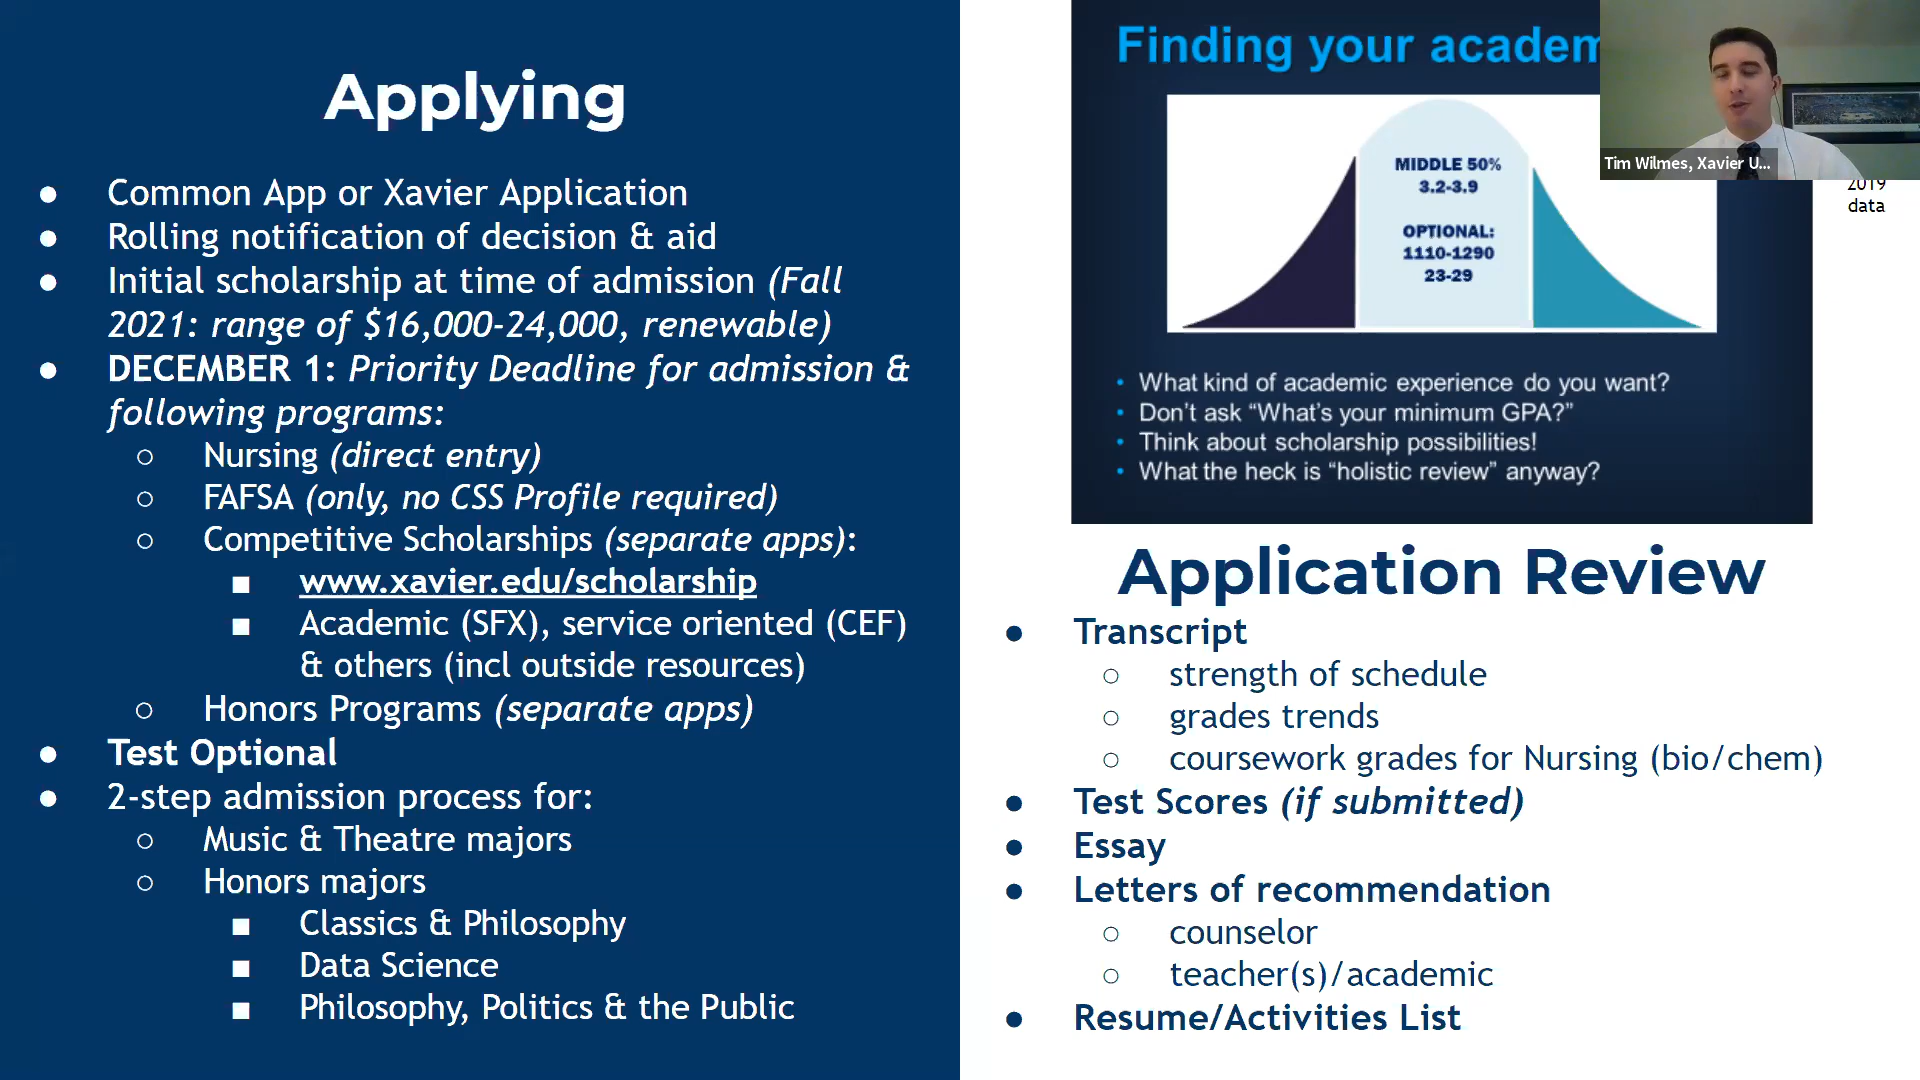 Applying
● Common App or Xavier Application
● Rolling notification of decision & aid
● Initial scholarship at time of admission (Fall
2021: range of $16,000-24,000, renewable)
● DECEMBER 1: Priority Deadline for admission &
following programs:
○ Nursing (direct entry)
○ FAFSA (only, no CSS Profile required)
○ Competitive Scholarships (separate apps):
■ www.xavier.edu/scholarship
■ Academic (SFX), service oriented (CEF)
& others (incl outside resources)
○ Honors Programs (separate apps)
● Test Optional
● 2-step admission process for:
○ Music & Theatre majors
○ Honors majors
■ Classics & Philosophy
■ Data Science
■ Philosophy, Politics & the Public
Finding your academ
MIDDLE 50%
3.2-3.9
OPTIONAL:
1110-1290
23-29
• What kind of academic experience do you want?
• Don't ask “What's your minimum GPA?”
• Think about scholarship possibilities!
• What the heck is “holistic review” anyway?
Tim Wilmes, Xavier U...
2019
data
Application Review
● Transcript
○ strength of schedule
○ grades trends
○ coursework grades for Nursing (bio/chem)
● Test Scores (if submitted)
● Essay
● Letters of recommendation
○ counselor
○ teacher(s)/academic
● Resume/Activities List